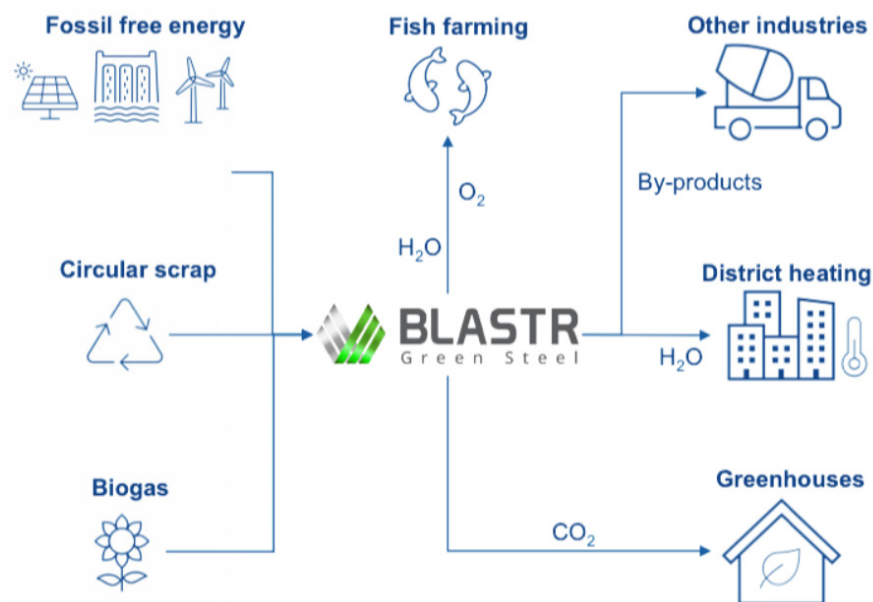 Fossil free energy
Fish farming
Other industries
O₂
By-products
H₂O
Circular scrap
District heating
BLASTR
Green Steel
H₂O
Biogas
Greenhouses
CO₂